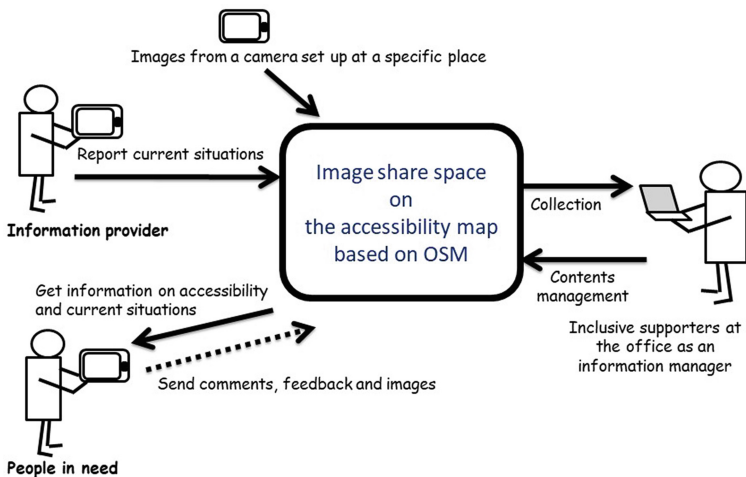 Images from a camera set up at a specific place
Report current situations
Information provider
Image share space
on
the accessibility map
based on OSM
Collection
Contents
management
Inclusive supporters at
the office as an
information manager
Get information on accessibility
and current situations
Send comments, feedback and images
People in need